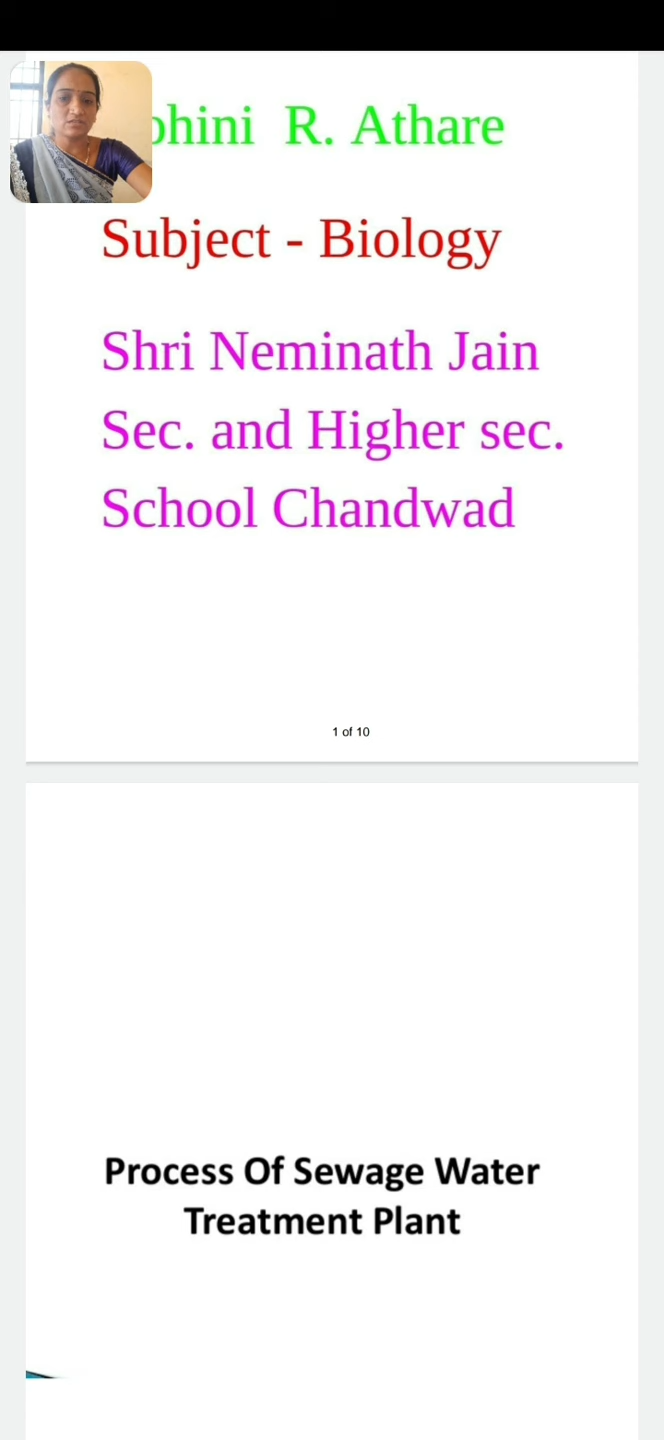 R. Athare
Subject - Biology
Shri Neminath Jain
Sec. and Higher sec.
School Chandwad
1 of 10
Process Of Sewage Water
Treatment Plant